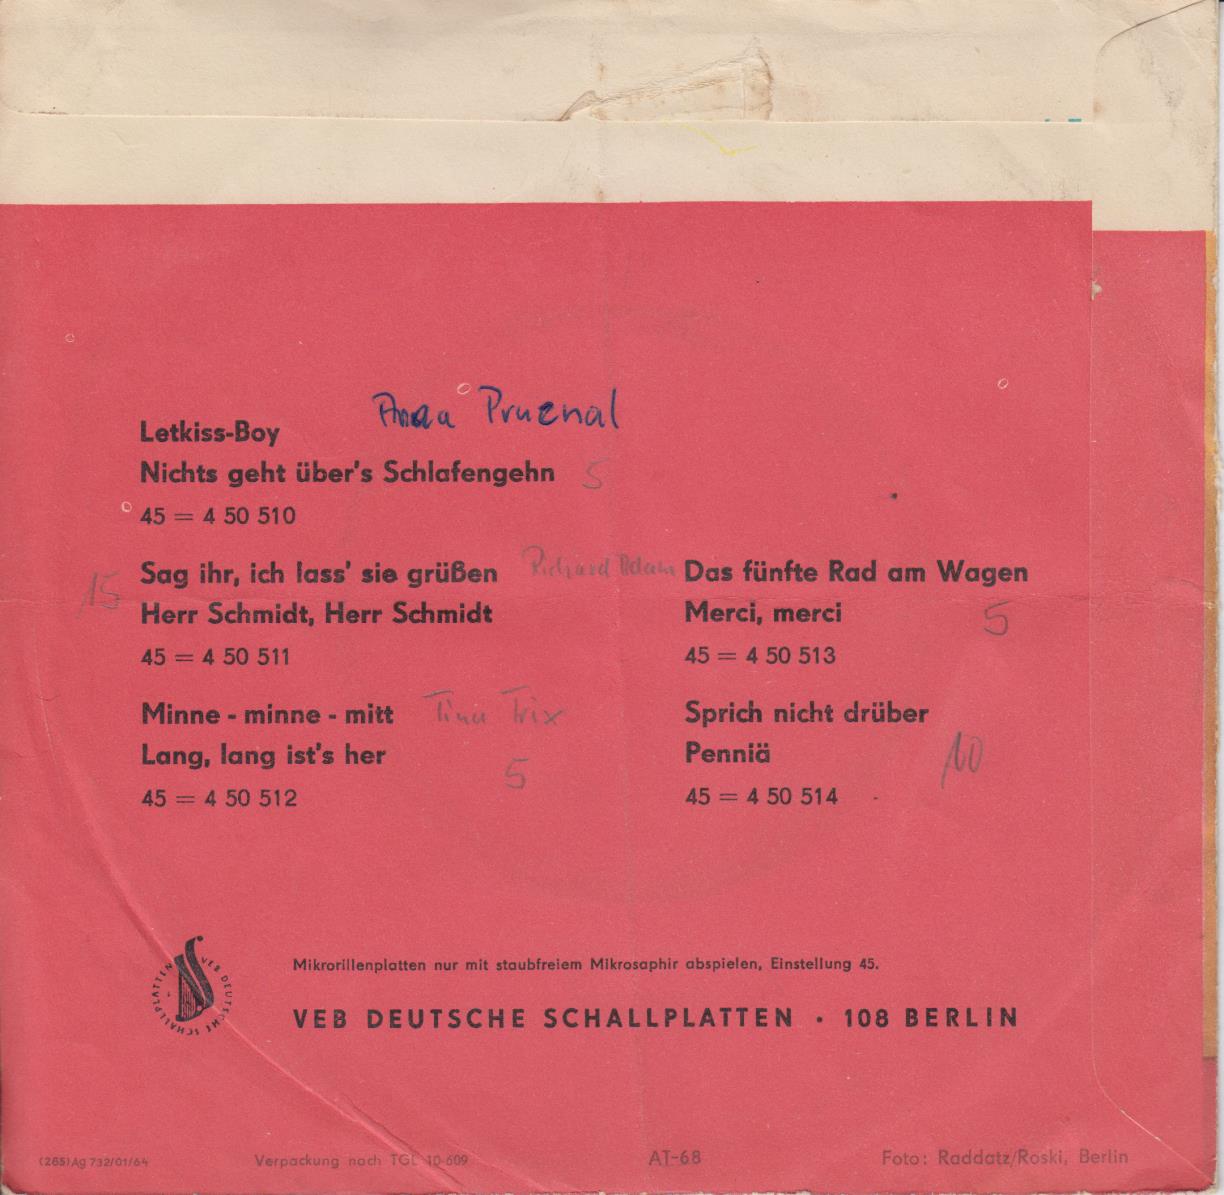 Anna Prucnal
Letkiss-Boy
Nichts geht über's Schlafengehn 5
45 = 4 50 510
15 Sag ihr, ich lass' sie grüßen Richard Adam
Herr Schmidt, Herr Schmidt
45 = 4 50 511
Minne - minne - mitt Tina Trix
Lang, lang ist's her 5
45 = 4 50 512
Das fünfte Rad am Wagen
Merci, merci 5
45 = 4 50 513
Sprich nicht drüber
Penniä 10
45 = 4 50 514
VEB DEUTSCHE SCHALLPLATTEN
Mikrorillenplatten nur mit staubfreiem Mikrosaphir abspielen, Einstellung 45.
VEB DEUTSCHE SCHALLPLATTEN · 108 BERLIN
(285)Ag 732/01/64 Verpackung nach TGL 10-609 AT-68 Foto: Raddatz/Roski, Berlin